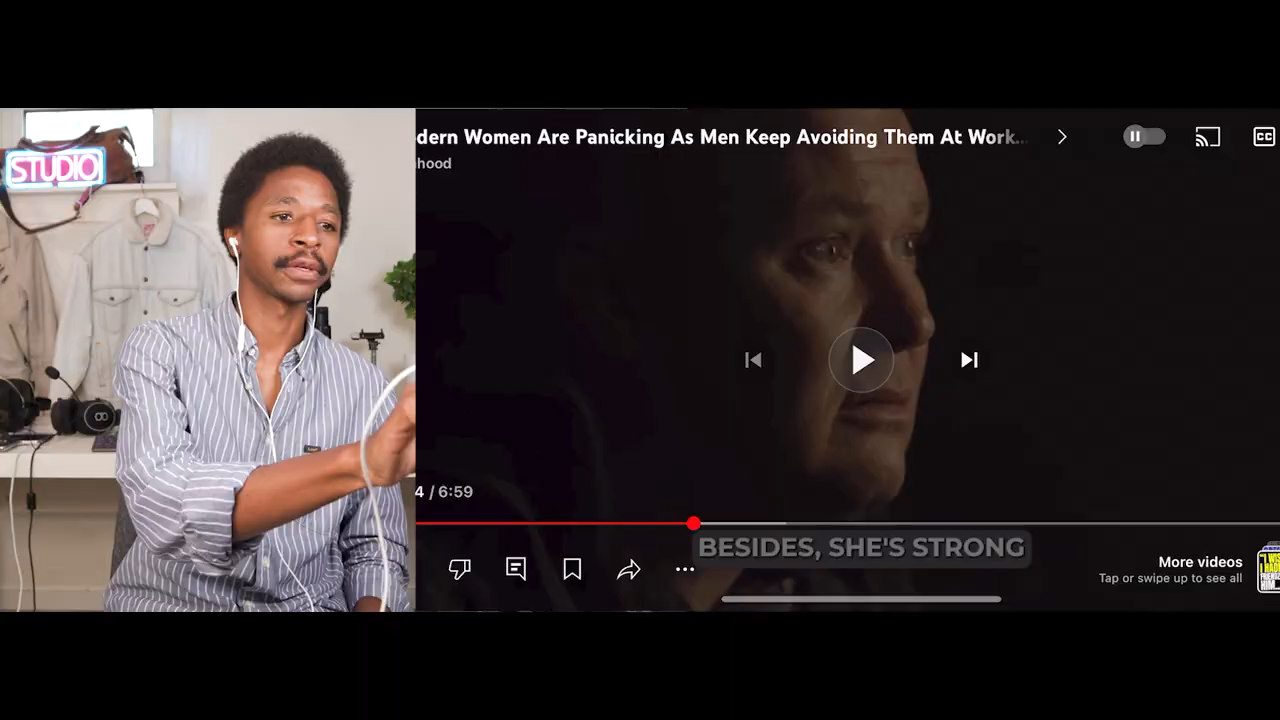 STUDIO
dern Women Are Panicking As Men Keep Avoiding Them At Work...
hood
CC
4 / 6:59
BESIDES, SHE'S STRONG
More videos
Tap or swipe up to see all